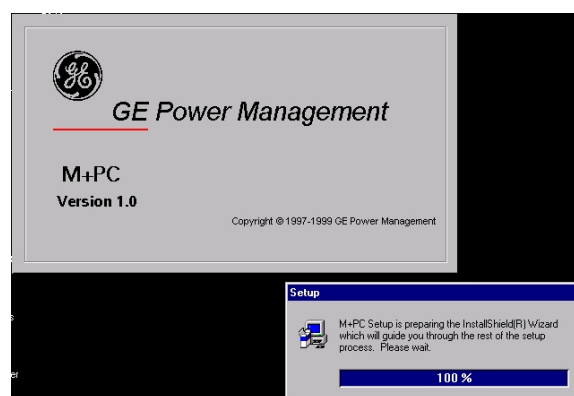 GE
GE Power Management
M+PC
Version 1.0
Copyright © 1997-1999 GE Power Management
Setup
M+PC Setup is preparing the InstallShield(R) Wizard
which will guide you through the rest of the setup
process. Please wait.
100 %